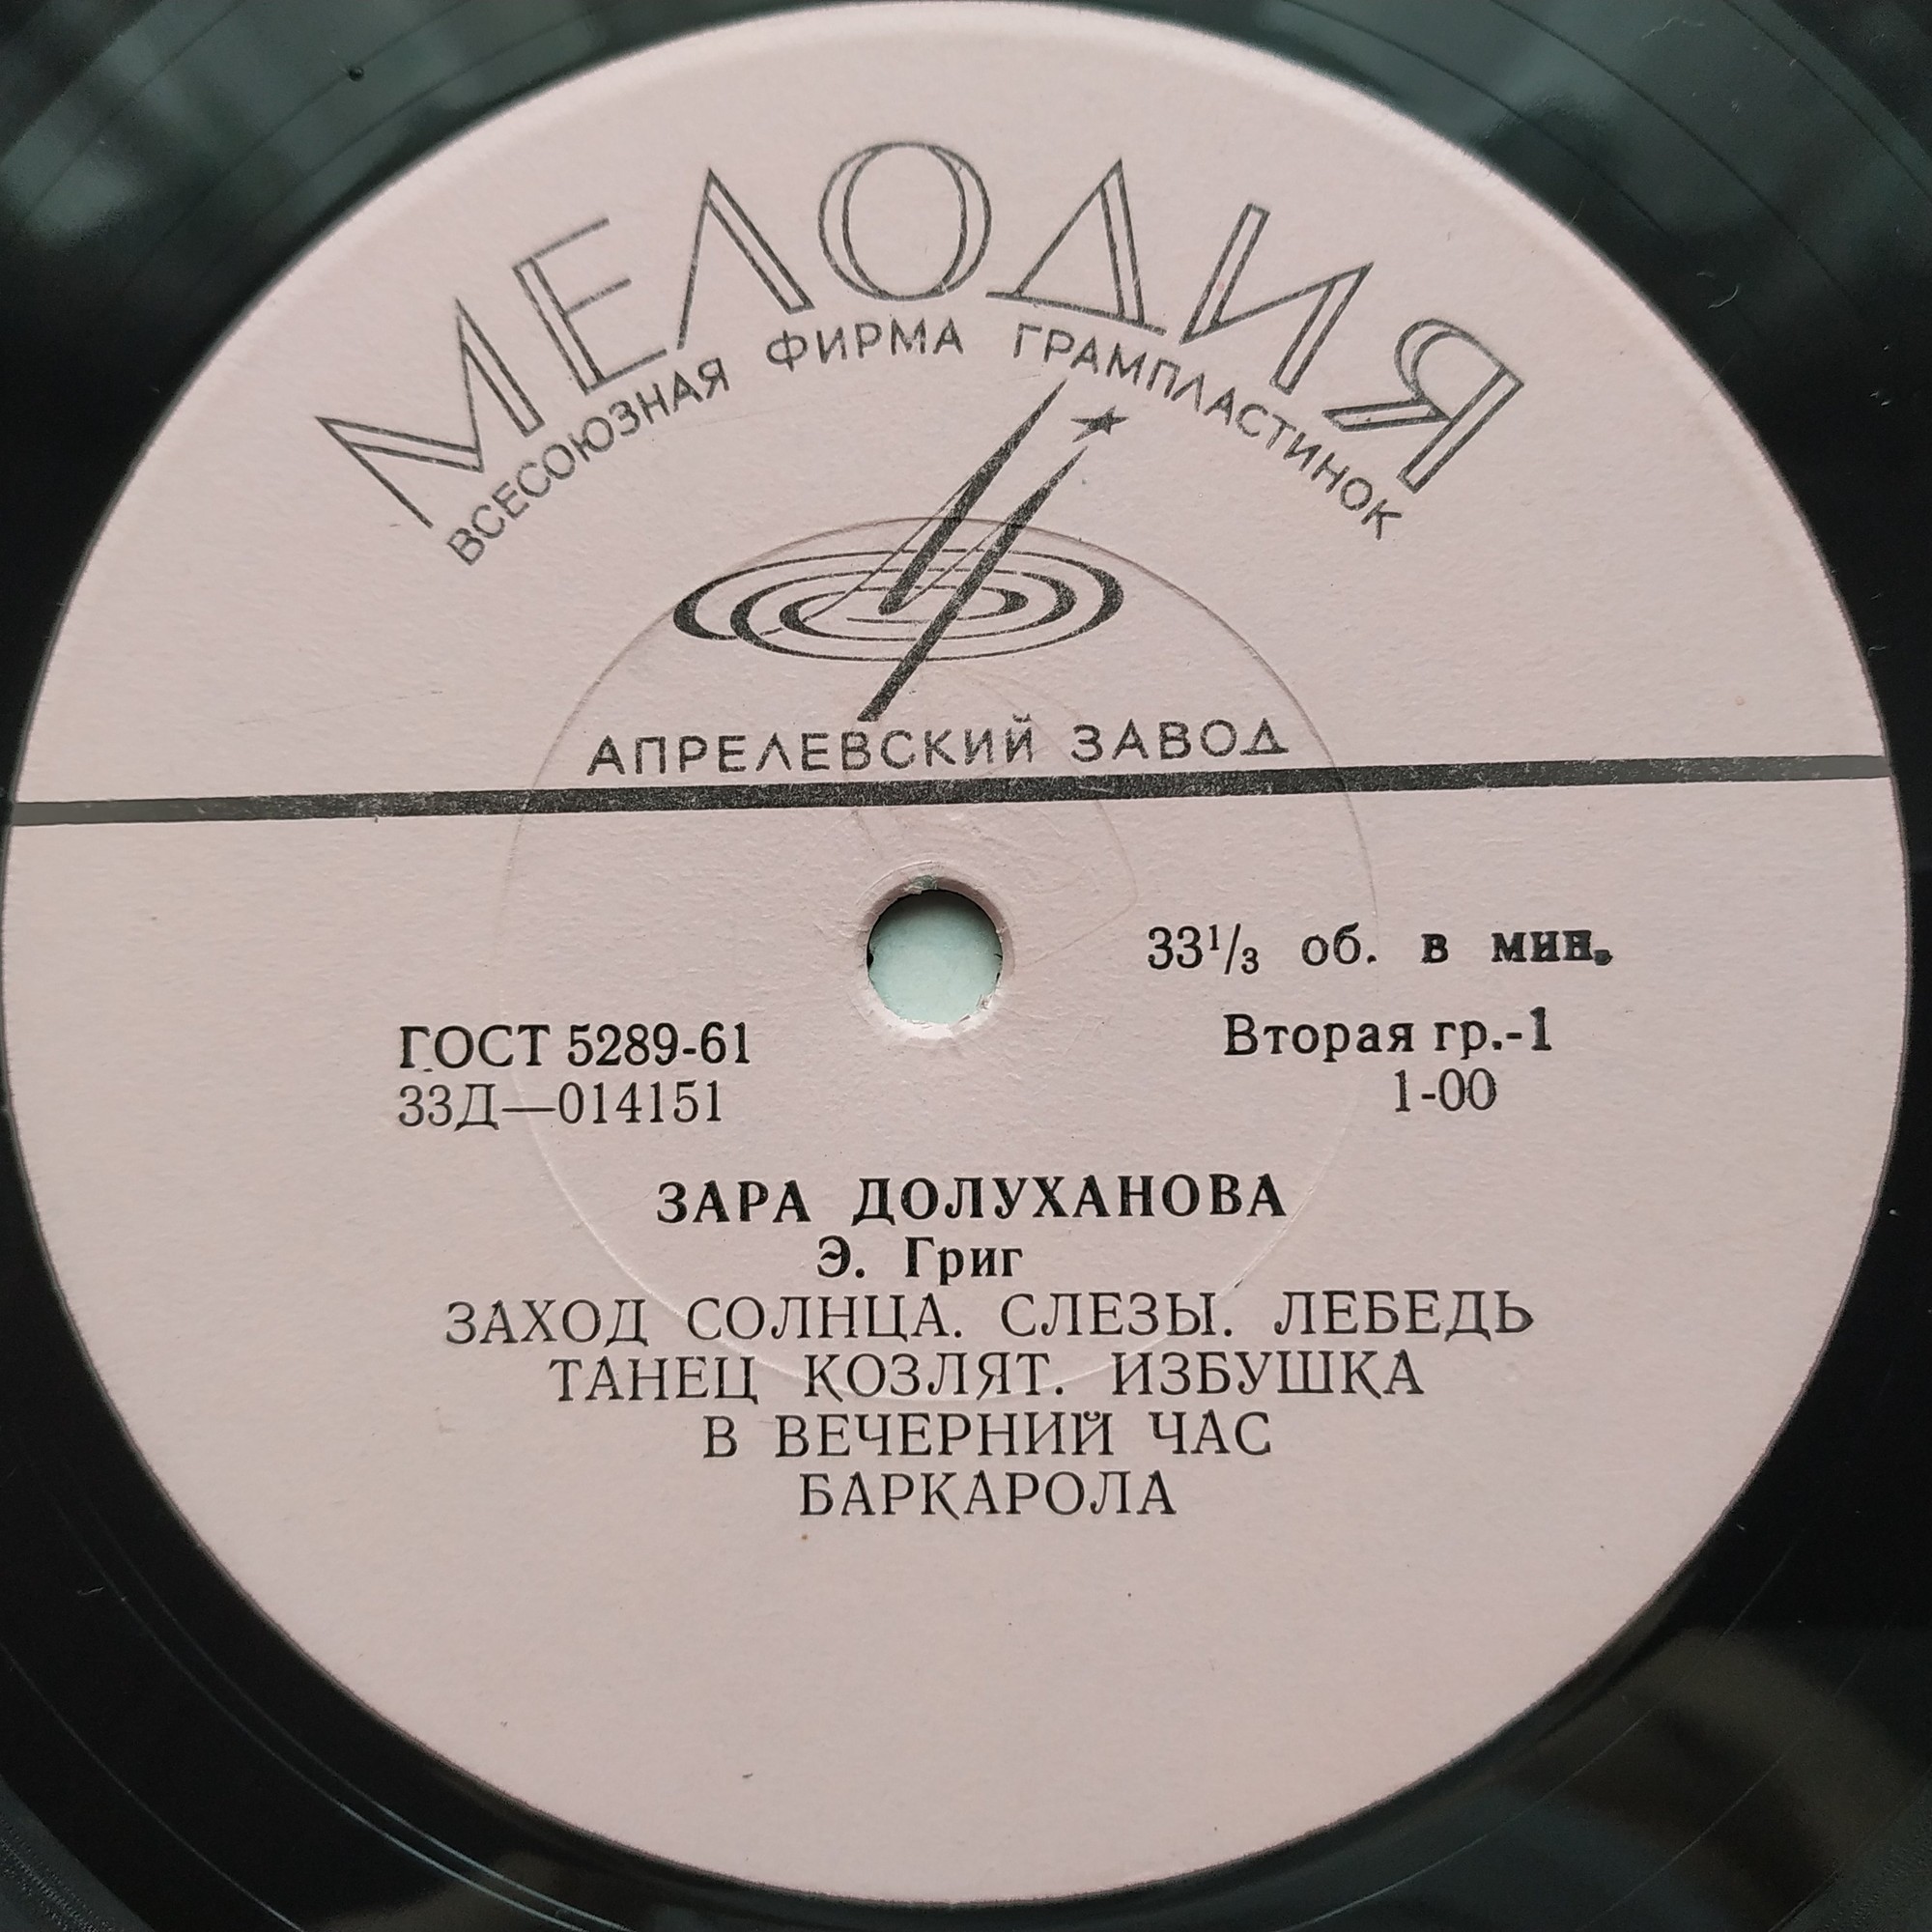 МЕЛОДИЯ
ВСЕСОЮЗНАЯ ФИРМА ГРАМПЛАСТИНОК
АПРЕЛЕВСКИЙ ЗАВОД
33¹/₃ об. в мин.
ГОСТ 5289-61
Вторая гр.-1
33Д—014151
1-00
ЗАРА ДОЛУХАНОВА
Э. Григ
ЗАХОД СОЛНЦА. СЛЕЗЫ. ЛЕБЕДЬ
ТАНЕЦ КОЗЛЯТ. ИЗБУШКА
В ВЕЧЕРНИЙ ЧАС
БАРКАРОЛА